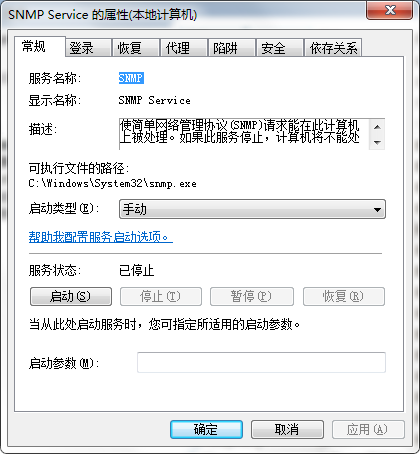 SNMP Service 的属性(本地计算机)
常规 登录 恢复 代理 陷阱 安全 依存关系
服务名称: SNMP
显示名称: SNMP Service
描述: 使简单网络管理协议(SNMP)请求能在此计算机
上被处理。如果此服务停止，计算机将不能处
可执行文件的路径:
C:\Windows\System32\snmp.exe
启动类型(E): 手动
帮助我配置服务启动选项。
服务状态: 已停止
启动(S) 停止(T) 暂停(P) 恢复(R)
当从此处启动服务时，您可指定所适用的启动参数。
启动参数(M):
确定 取消 应用(A)